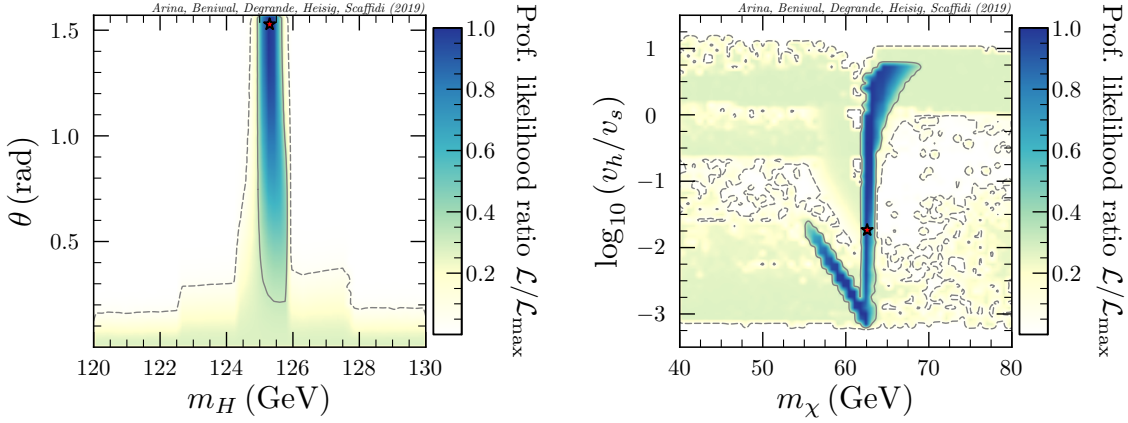 Arina, Beniwal, Degrande, Heisig, Scaffidi (2019)
1.5
1.0
0.5
θ (rad)
120 122 124 126 128 130
m_H (GeV)
1.0
0.8
0.6
0.4
0.2
Prof. likelihood ratio ℒ/ℒ_max
Arina, Beniwal, Degrande, Heisig, Scaffidi (2019)
1
0
−1
−2
−3
log₁₀ (v_h/v_s)
40 50 60 70 80
m_χ (GeV)
1.0
0.8
0.6
0.4
0.2
Prof. likelihood ratio ℒ/ℒ_max